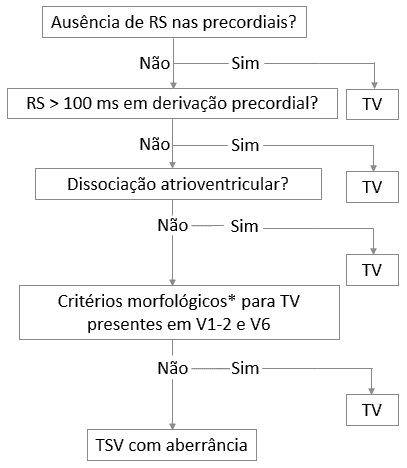 Ausência de RS nas precordiais?
Não Sim
TV
RS > 100 ms em derivação precordial?
Não Sim
TV
Dissociação atrioventricular?
Não Sim
TV
Critérios morfológicos* para TV
presentes em V1-2 e V6
Não Sim
TV
TSV com aberrância